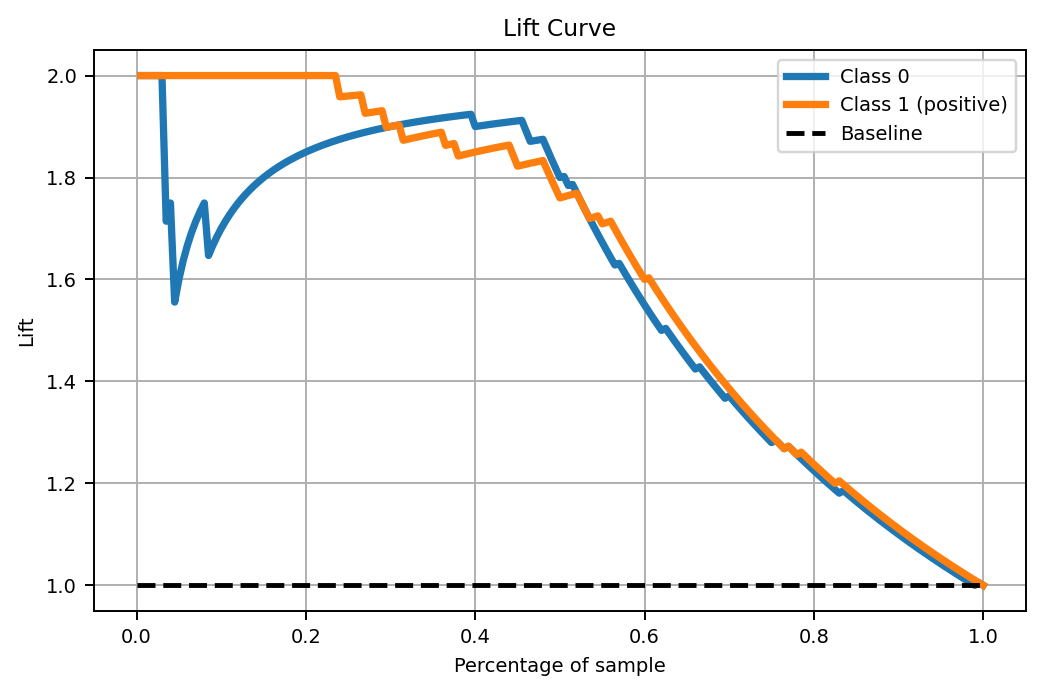 Lift Curve
Class 0
Class 1 (positive)
Baseline
Lift
2.0
1.8
1.6
1.4
1.2
1.0
0.0
0.2
0.4
0.6
0.8
1.0
Percentage of sample